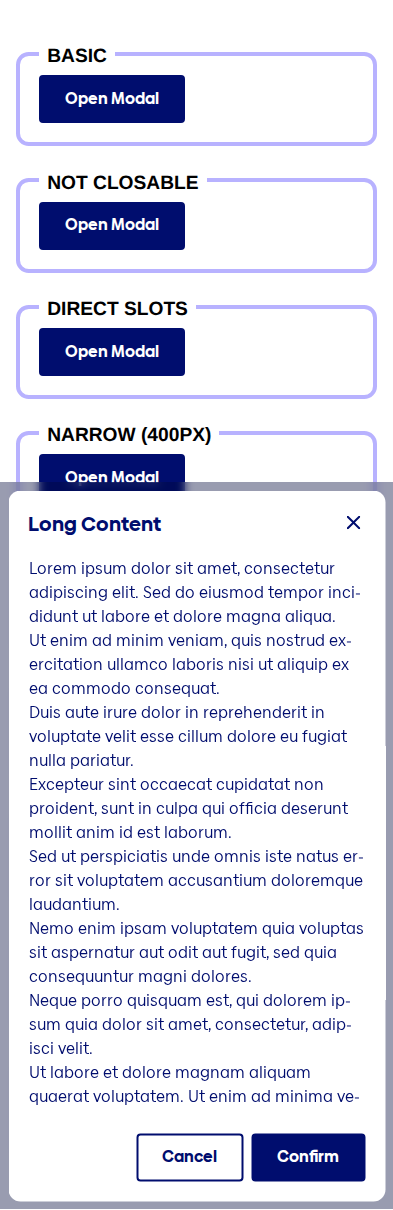 BASIC
Open Modal
NOT CLOSABLE
Open Modal
DIRECT SLOTS
Open Modal
NARROW (400PX)
Open Modal
Long Content
Lorem ipsum dolor sit amet, consectetur
adipiscing elit. Sed do eiusmod tempor inci-
didunt ut labore et dolore magna aliqua.
Ut enim ad minim veniam, quis nostrud ex-
ercitation ullamco laboris nisi ut aliquip ex
ea commodo consequat.
Duis aute irure dolor in reprehenderit in
voluptate velit esse cillum dolore eu fugiat
nulla pariatur.
Excepteur sint occaecat cupidatat non
proident, sunt in culpa qui officia deserunt
mollit anim id est laborum.
Sed ut perspiciatis unde omnis iste natus er-
ror sit voluptatem accusantium doloremque
laudantium.
Nemo enim ipsam voluptatem quia voluptas
sit aspernatur aut odit aut fugit, sed quia
consequuntur magni dolores.
Neque porro quisquam est, qui dolorem ip-
sum quia dolor sit amet, consectetur, adip-
isci velit.
Ut labore et dolore magnam aliquam
quaerat voluptatem. Ut enim ad minima ve-
Cancel
Confirm